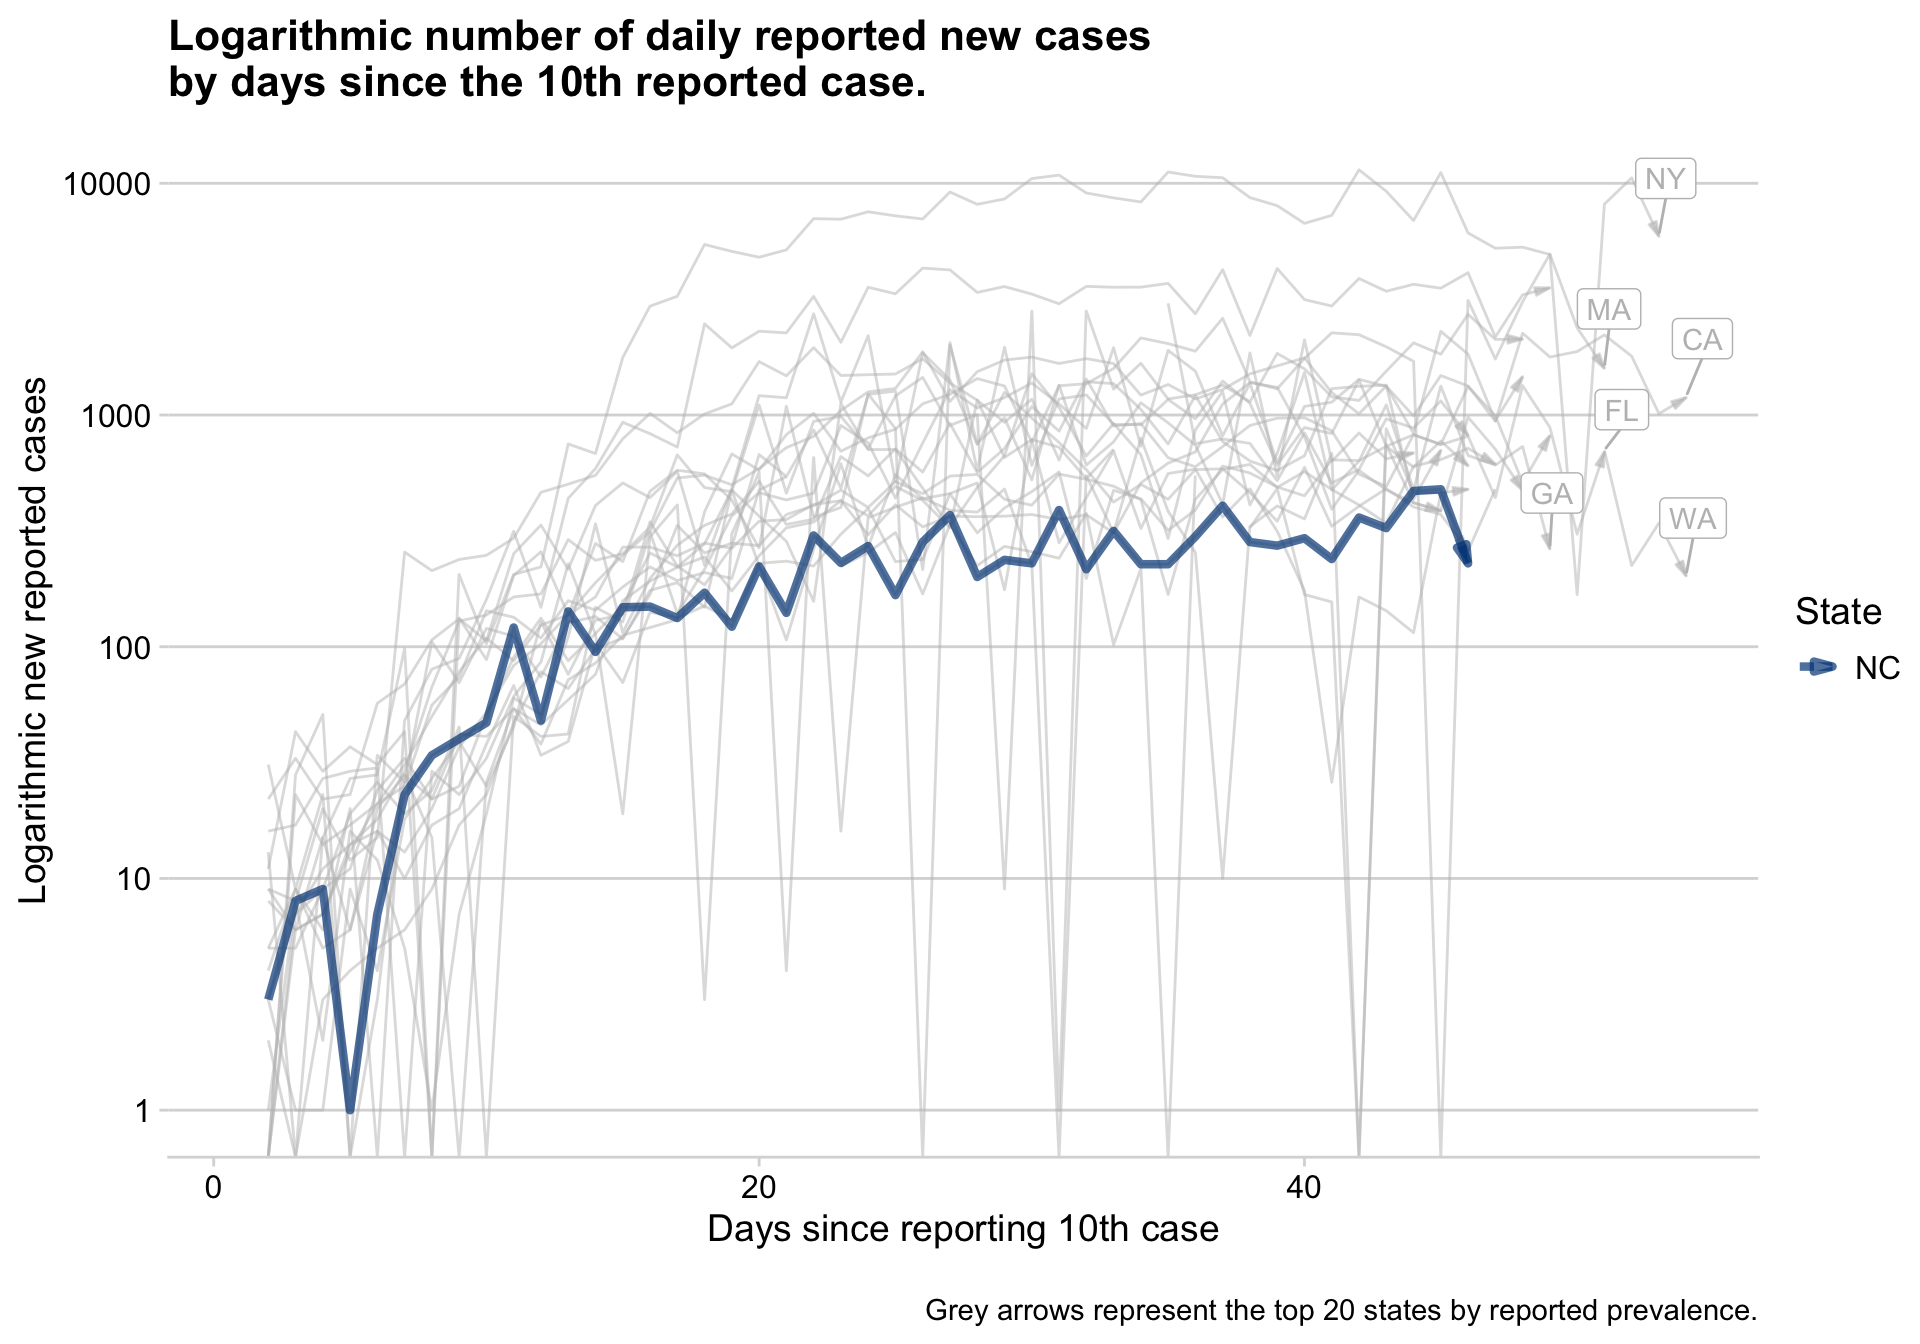 Logarithmic number of daily reported new cases
by days since the 10th reported case.
Logarithmic new reported cases
10000
1000
100
10
1
NY
MA
CA
FL
GA
WA
State
NC
0
20
40
Days since reporting 10th case
Grey arrows represent the top 20 states by reported prevalence.